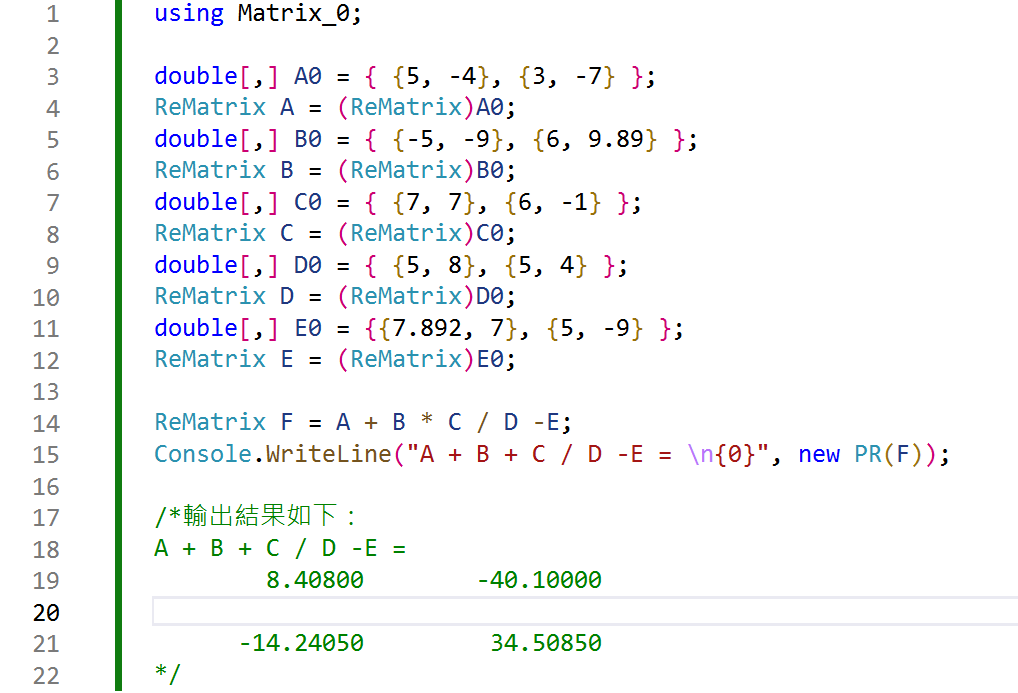 1 using Matrix_0;
2
3 double[,] A0 = { {5, -4}, {3, -7} };
4 ReMatrix A = (ReMatrix)A0;
5 double[,] B0 = { {-5, -9}, {6, 9.89} };
6 ReMatrix B = (ReMatrix)B0;
7 double[,] C0 = { {7, 7}, {6, -1} };
8 ReMatrix C = (ReMatrix)C0;
9 double[,] D0 = { {5, 8}, {5, 4} };
10 ReMatrix D = (ReMatrix)D0;
11 double[,] E0 = {{7.892, 7}, {5, -9} };
12 ReMatrix E = (ReMatrix)E0;
13
14 ReMatrix F = A + B * C / D -E;
15 Console.WriteLine("A + B + C / D -E = \n{0}", new PR(F));
16
17 /*輸出結果如下：
18 A + B + C / D -E =
19 8.40800 -40.10000
20
21 -14.24050 34.50850
22 */